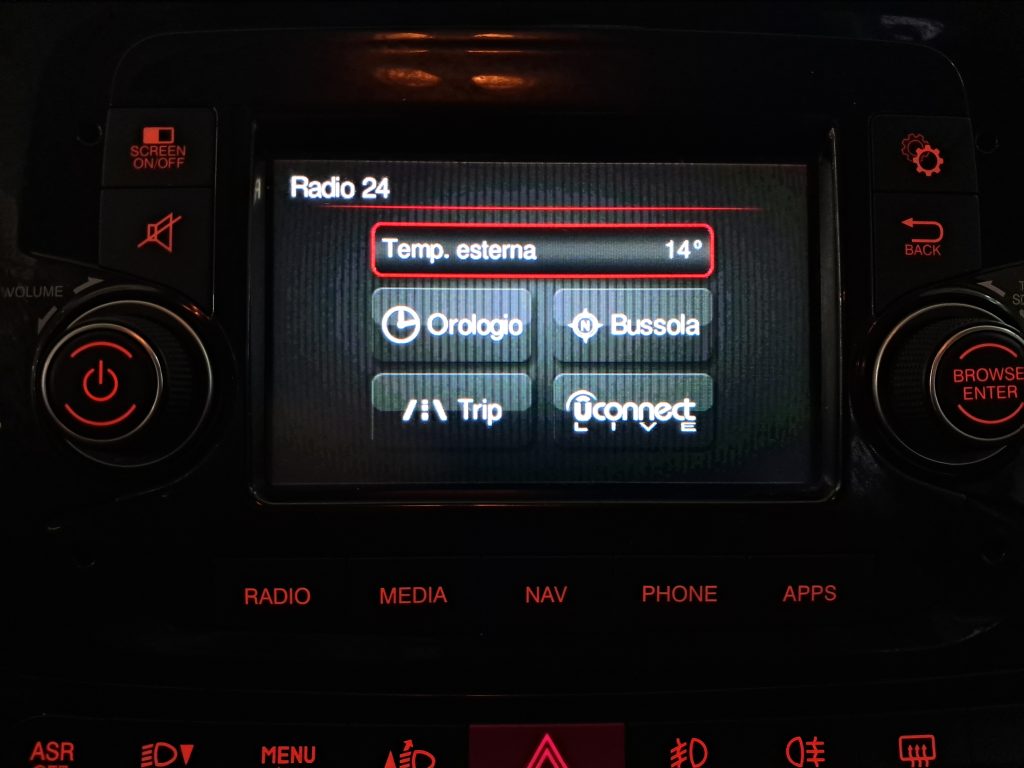 SCREEN
ON/OFF
Radio 24
Temp. esterna 14°
BACK
VOLUME
Orologio
N Bussola
Trip
uconnect
LIVE
BROWSE
ENTER
RADIO MEDIA NAV PHONE APPS
ASR
OFF
MENU